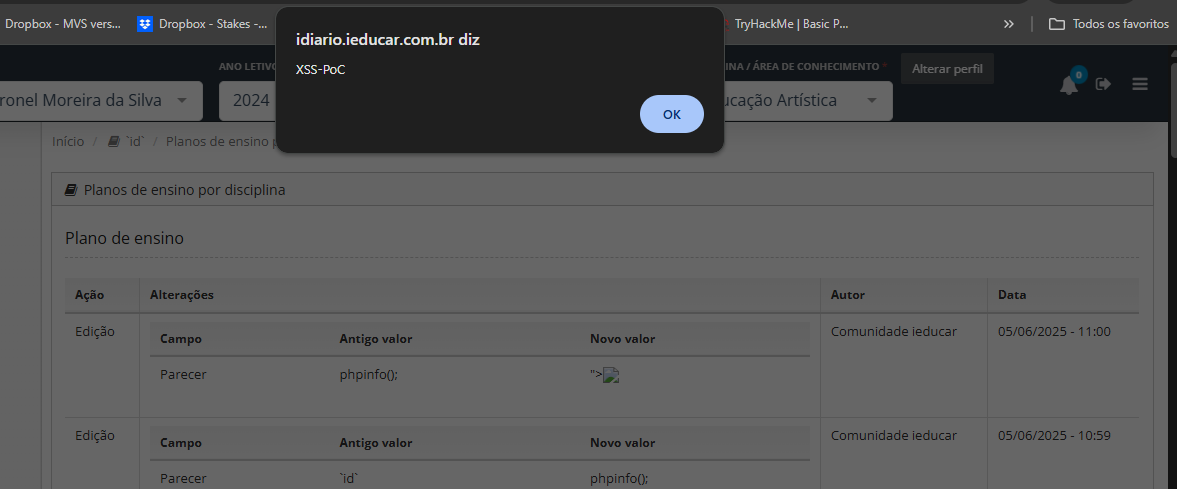 Dropbox - MVS vers...
Dropbox - Stakes -...
TryHackMe | Basic P...
»
Todos os favoritos
idiario.ieducar.com.br diz
XSS-PoC
OK
ANO LETIVO
INA / ÁREA DE CONHECIMENTO *
Alterar perfil
ronel Moreira da Silva
2024
ucação Artística
0
Início / `id` / Planos de ensino
Planos de ensino por disciplina
Plano de ensino
Ação Alterações Autor Data
Edição Comunidade ieducar 05/06/2025 - 11:00
Campo Antigo valor Novo valor
Parecer phpinfo(); ">
Edição Comunidade ieducar 05/06/2025 - 10:59
Campo Antigo valor Novo valor
Parecer `id` phpinfo();